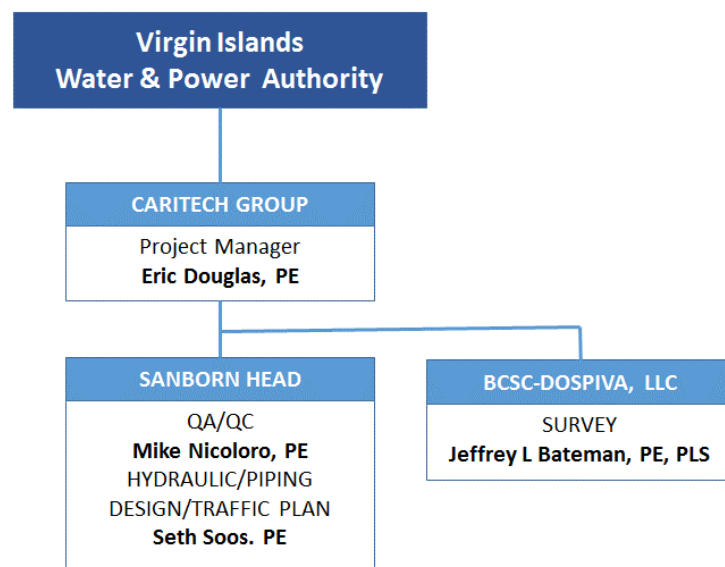 Virgin Islands
Water & Power Authority
CARITECH GROUP
Project Manager
Eric Douglas, PE
SANBORN HEAD
QA/QC
Mike Nicoloro, PE
HYDRAULIC/PIPING
DESIGN/TRAFFIC PLAN
Seth Soos. PE
BCSC-DOSPIVA, LLC
SURVEY
Jeffrey L Bateman, PE, PLS